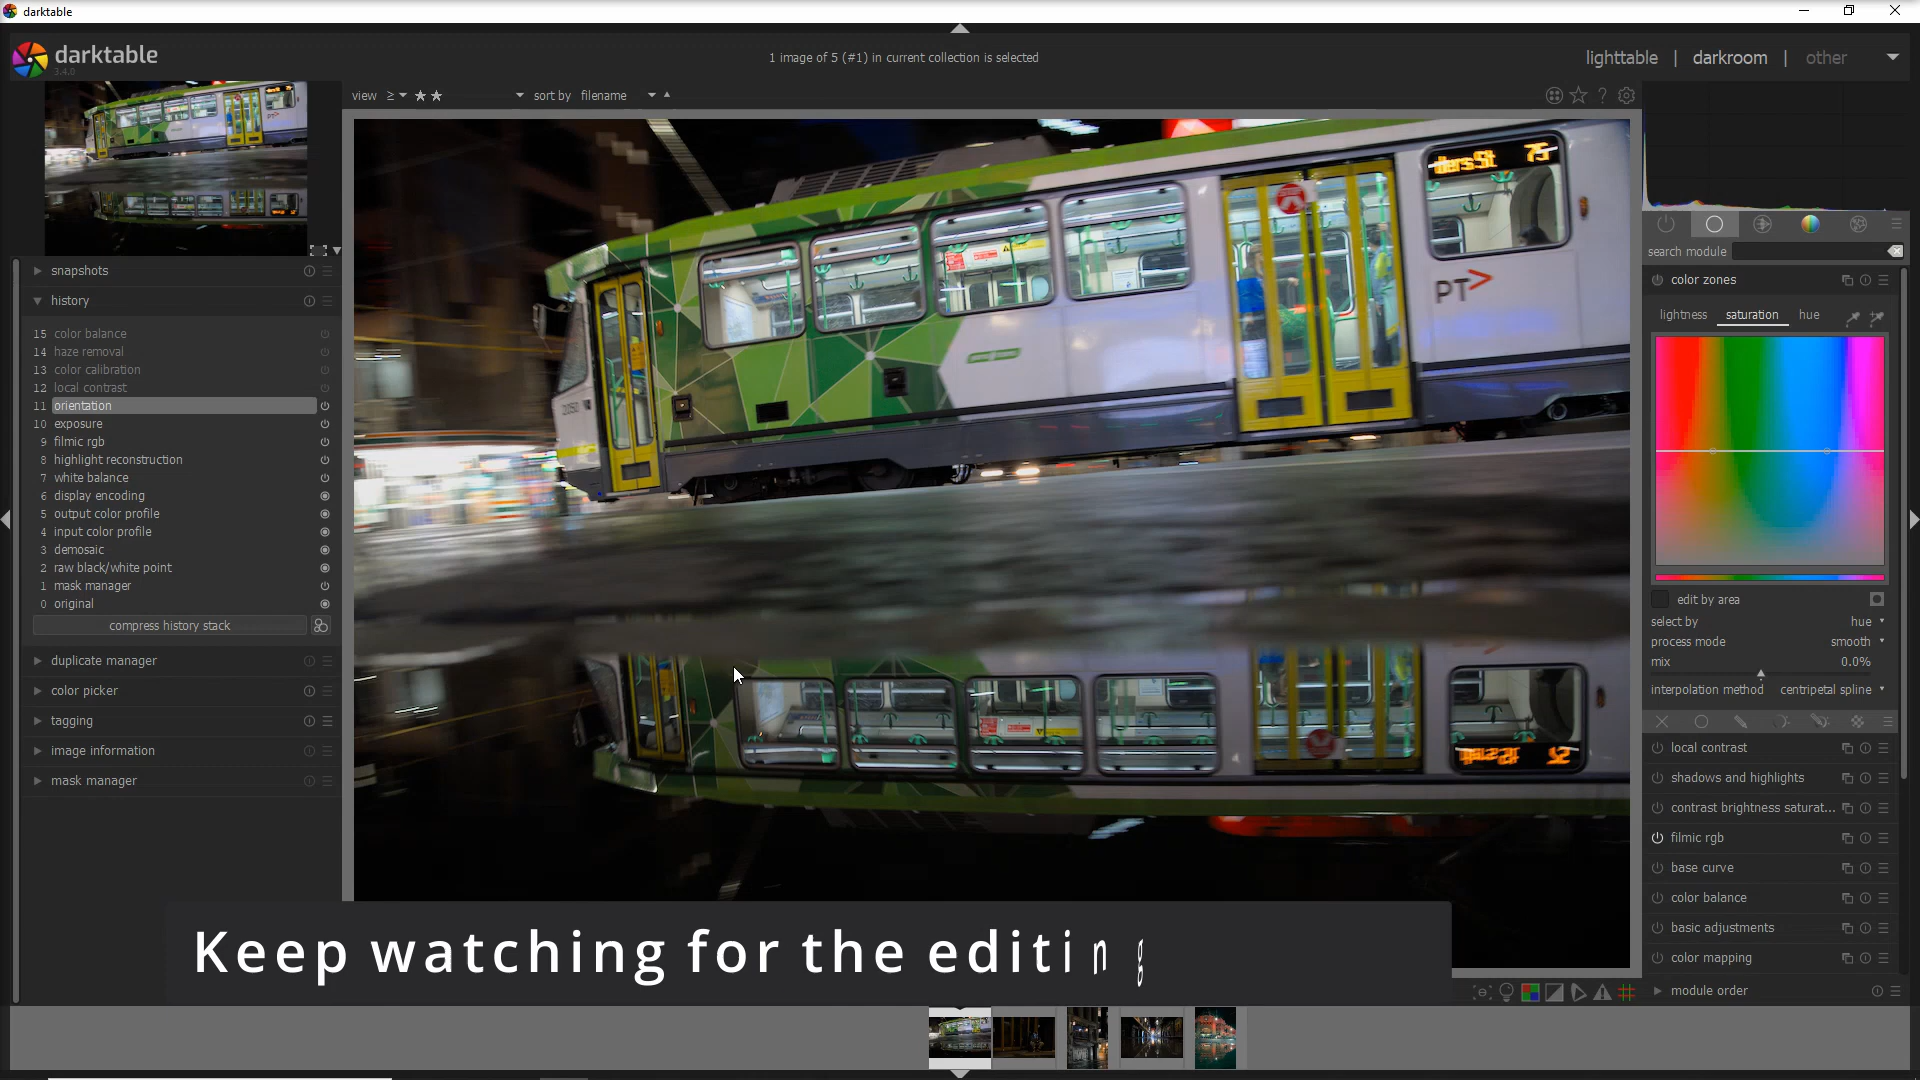 darktable
darktable
3.4.0
1 image of 5 (#1) in current collection is selected
lighttable | darkroom | other
view ≥ ★ ★ sort by filename
snapshots
history
15 color balance
14 haze removal
13 color calibration
12 local contrast
11 orientation
10 exposure
9 filmic rgb
8 highlight reconstruction
7 white balance
6 display encoding
5 output color profile
4 input color profile
3 demosaic
2 raw black/white point
1 mask manager
0 original
compress history stack
duplicate manager
color picker
tagging
image information
mask manager
75
PT>
search module
color zones
lightness saturation hue
edit by area
select by hue
process mode smooth
mix 0.0%
interpolation method centripetal spline
local contrast
shadows and highlights
contrast brightness saturat...
filmic rgb
base curve
color balance
basic adjustments
color mapping
module order
Keep watching for the editing